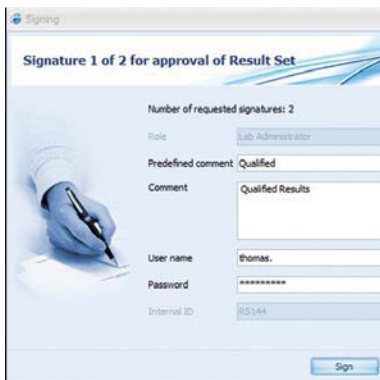 Signing
Signature 1 of 2 for approval of Result Set
Number of requested signatures: 2
Role Lab Administrator
Predefined comment Qualified
Comment Qualified Results
User name thomas.
Password *********
Internal ID RS144
Sign